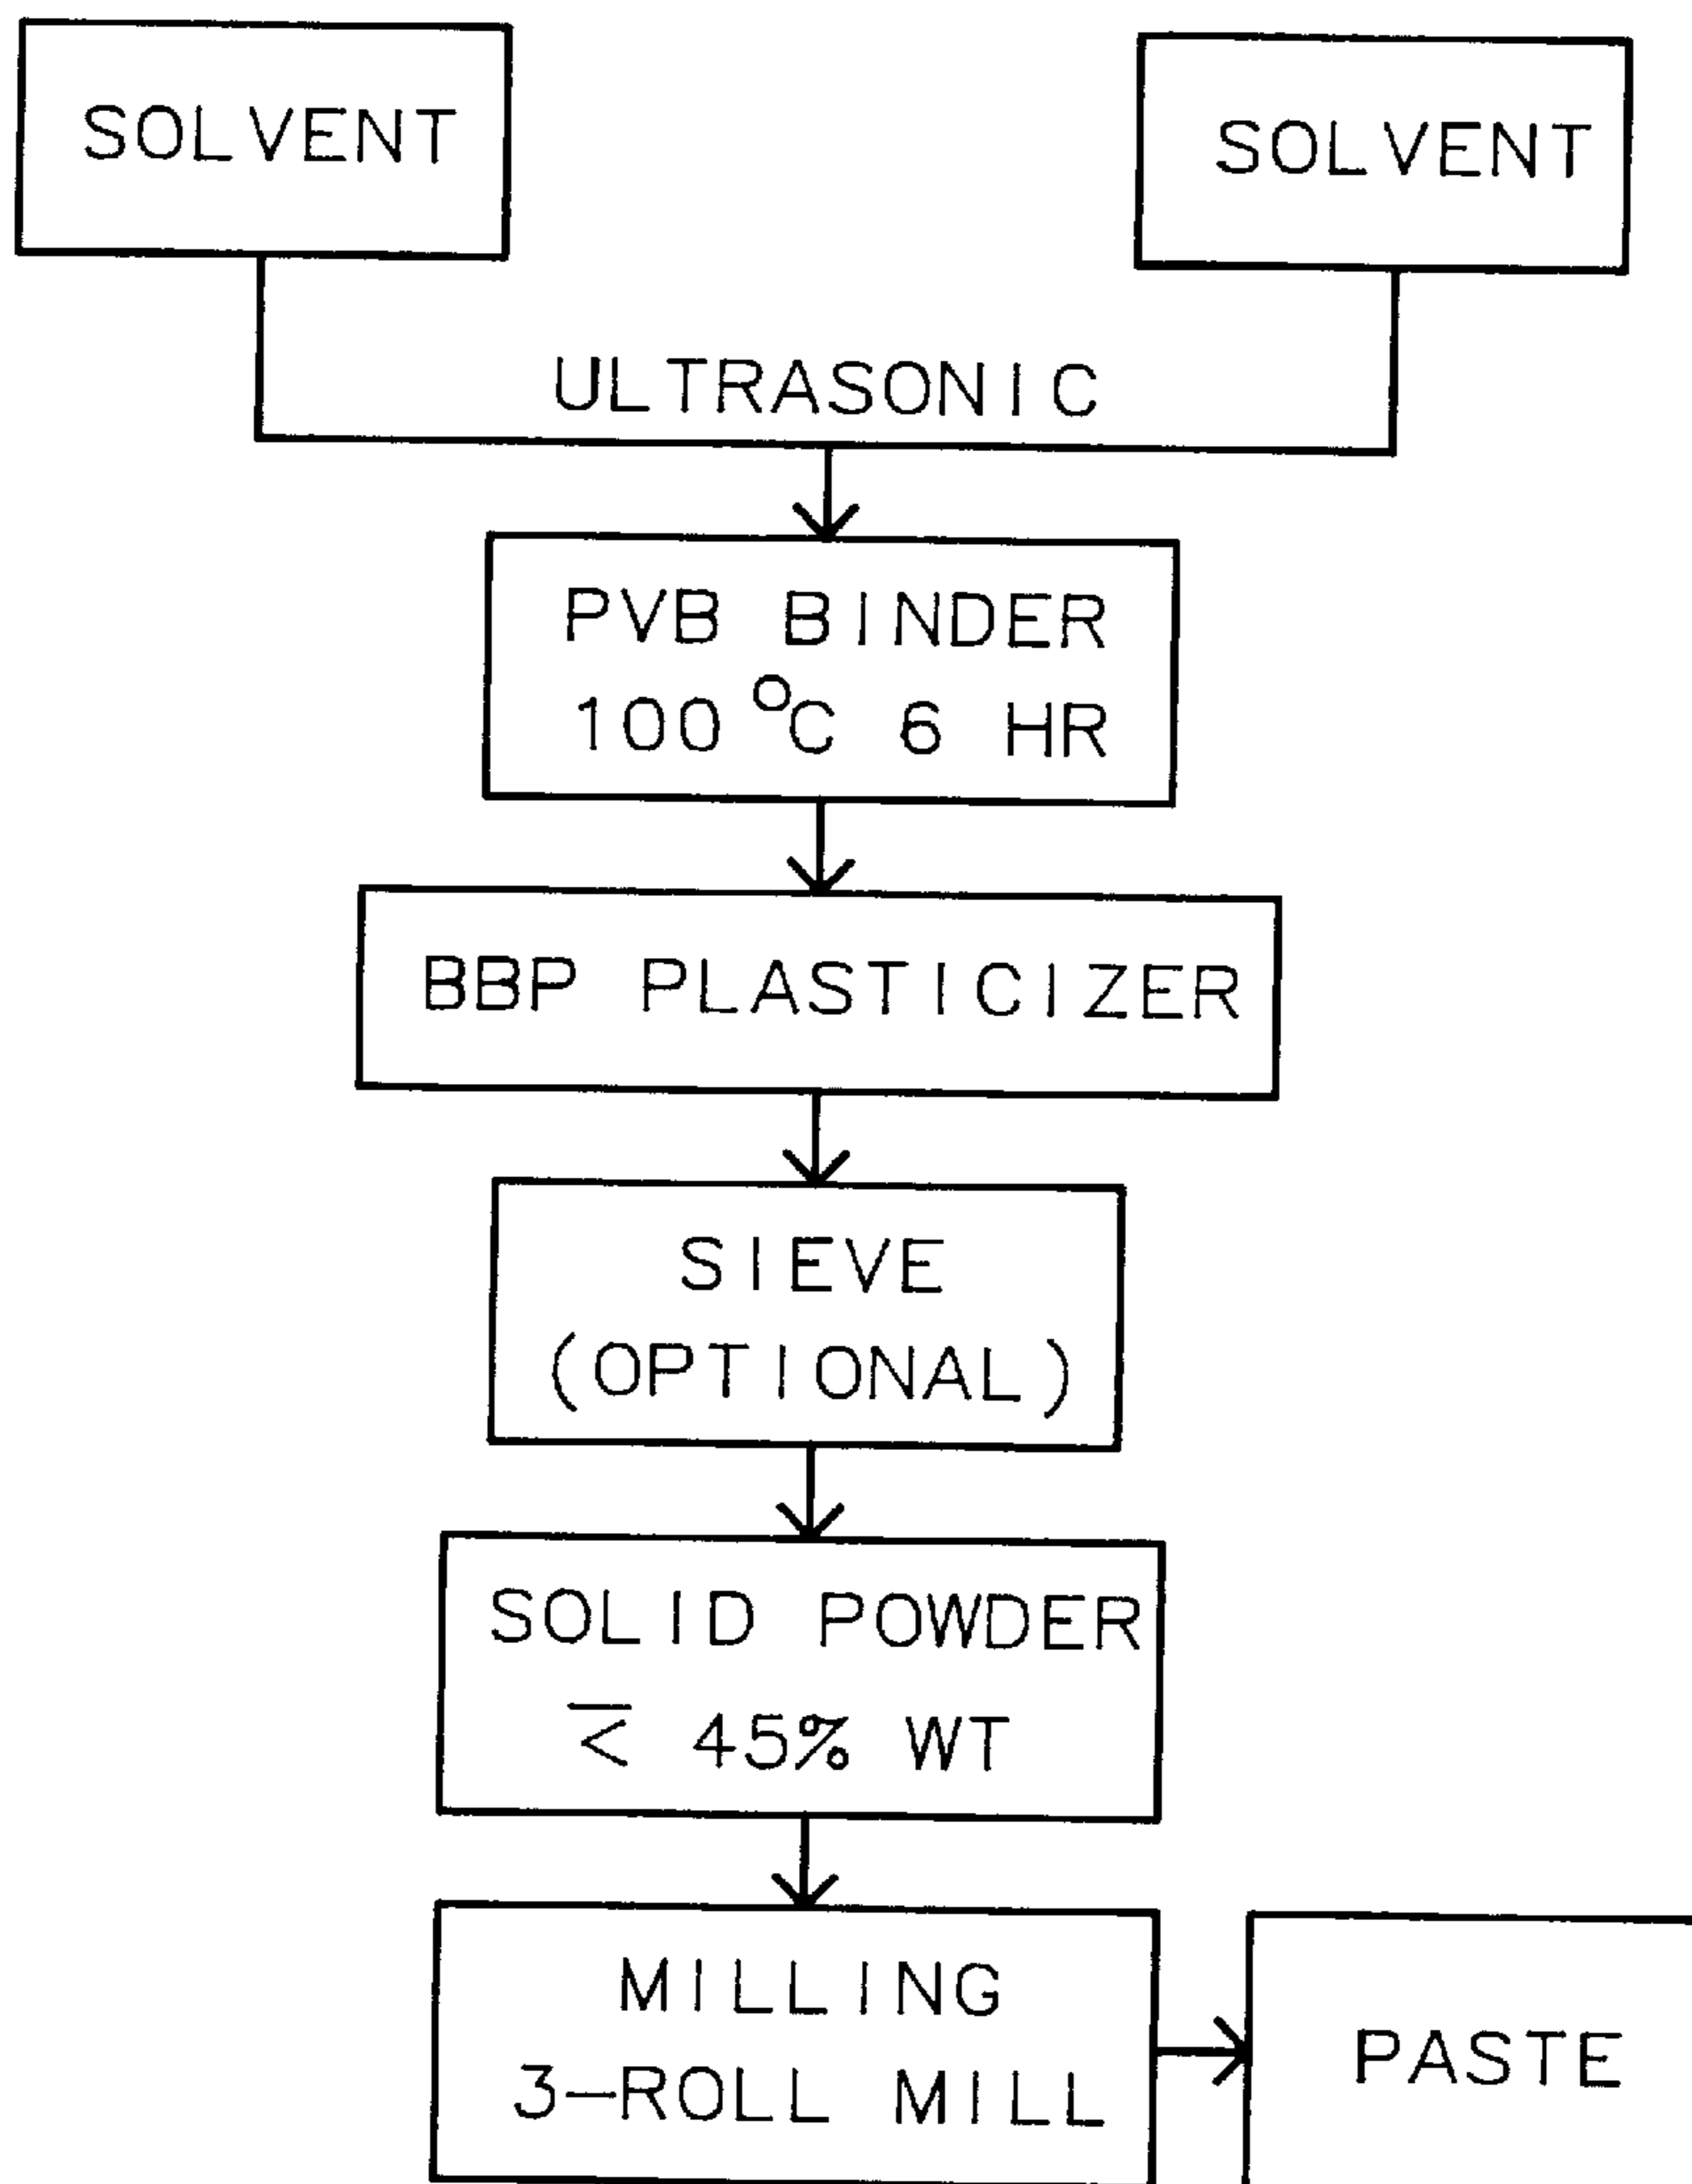 SOLVENT
SOLVENT
ULTRASONIC
PVB BINDER
100 °C 6 HR
BBP PLASTICIZER
SIEVE
(OPTIONAL)
SOLID POWDER
⋜ 45% WT
MILLING
3-ROLL MILL
PASTE